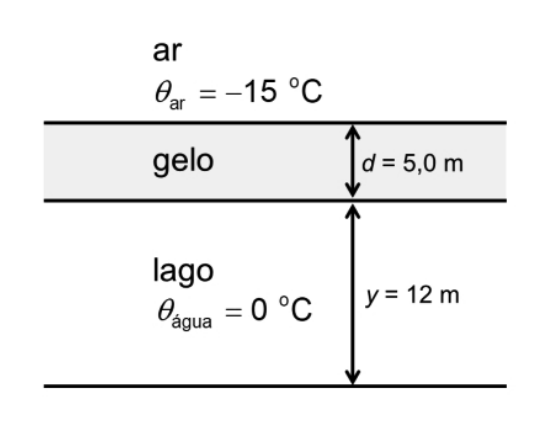 ar
θar = −15 °C
gelo
d = 5,0 m
lago
θágua = 0 °C
y = 12 m